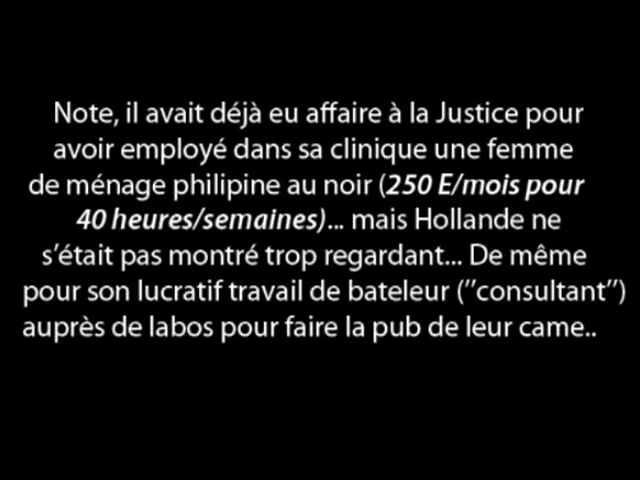 Note, il avait déjà eu affaire à la Justice pour
avoir employé dans sa clinique une femme
de ménage philipine au noir (250 E/mois pour
40 heures/semaines)... mais Hollande ne
s'était pas montré trop regardant... De même
pour son lucratif travail de bateleur (''consultant'')
auprès de labos pour faire la pub de leur came..